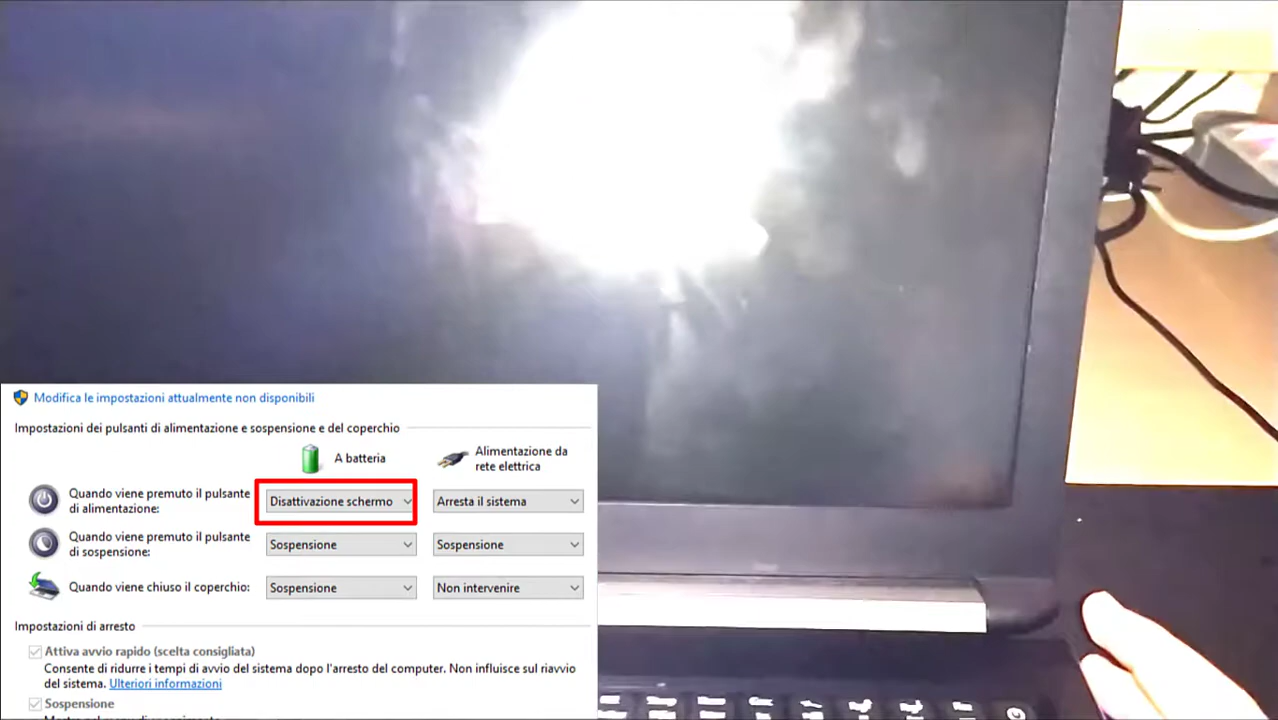 Modifica le impostazioni attualmente non disponibili
Impostazioni dei pulsanti di alimentazione e sospensione e del coperchio
A batteria
Alimentazione da
rete elettrica
Quando viene premuto il pulsante
di alimentazione:
Disattivazione schermo
Arresta il sistema
Quando viene premuto il pulsante
di sospensione:
Sospensione
Sospensione
Quando viene chiuso il coperchio:
Sospensione
Non intervenire
Impostazioni di arresto
Attiva avvio rapido (scelta consigliata)
Consente di ridurre i tempi di avvio del sistema dopo l'arresto del computer. Non influisce sul riavvio
del sistema. Ulteriori informazioni
Sospensione